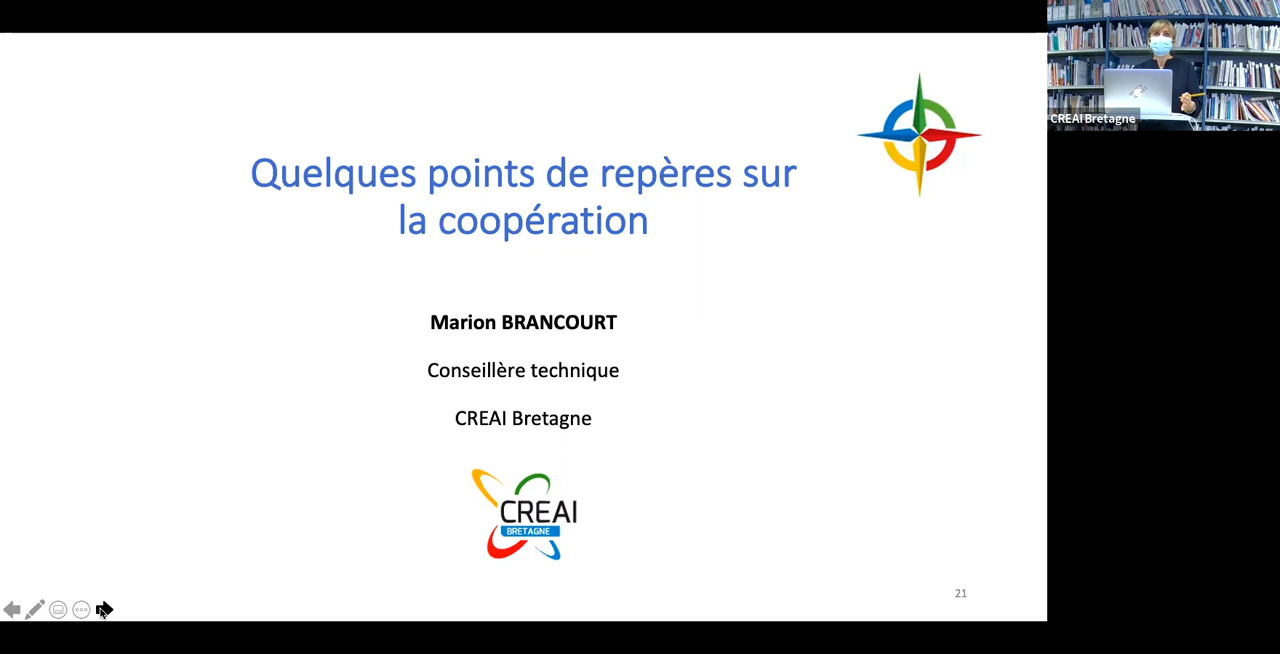 Quelques points de repères sur
la coopération
Marion BRANCOURT
Conseillère technique
CREAI Bretagne
CREAI
BRETAGNE
21
CREAI Bretagne